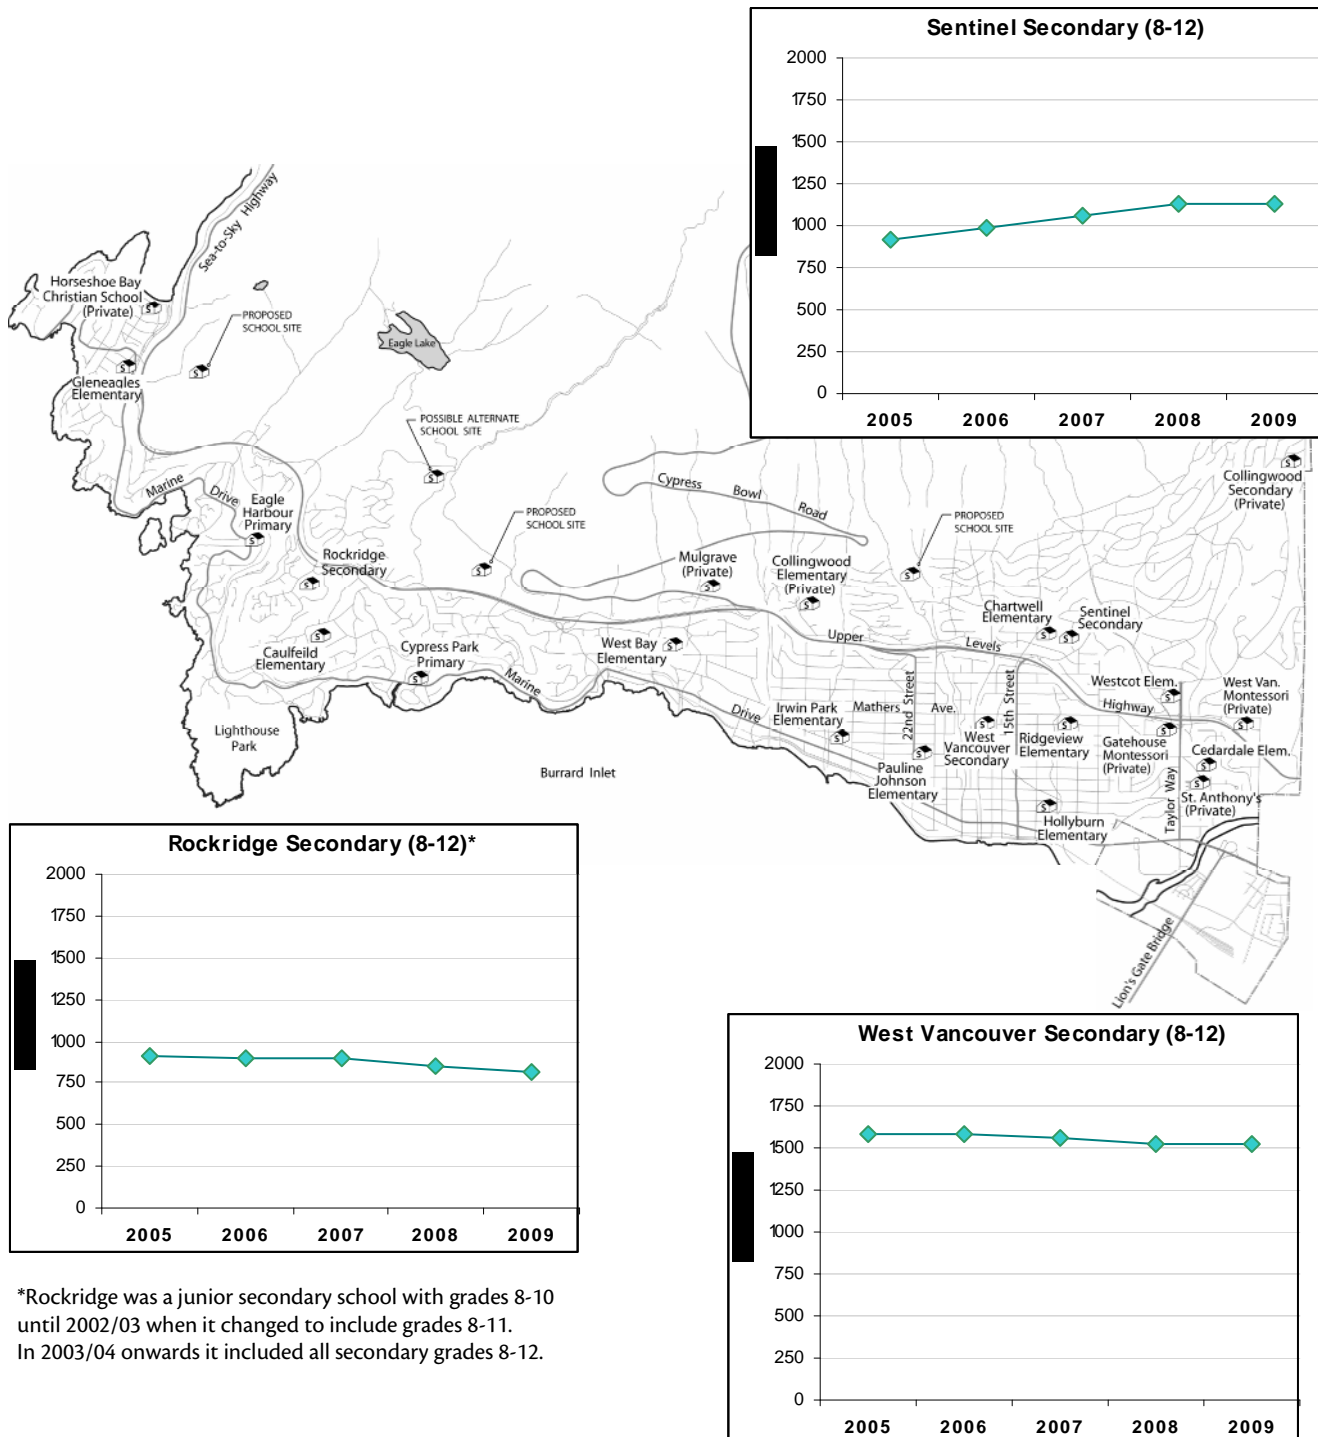 Sentinel Secondary (8-12)
2000
1750
1500
1250
1000
750
500
250
0
2005 2006 2007 2008 2009
Sea-to-Sky Highway
Horseshoe Bay
Christian School
(Private)
PROPOSED
SCHOOL SITE
Eagle Lake
Gleneagles
Elementary
POSSIBLE ALTERNATE
SCHOOL SITE
Marine Drive
Eagle
Harbour
Primary
PROPOSED
SCHOOL SITE
Cypress Bowl Road
PROPOSED
SCHOOL SITE
Collingwood
Secondary
(Private)
Rockridge
Secondary
Mulgrave
(Private)
Collingwood
Elementary
(Private)
Chartwell
Elementary
Sentinel
Secondary
Caulfeild
Elementary
Cypress Park
Primary
West Bay
Elementary
Upper Levels Highway
Marine Drive
Westcot Elem.
West Van.
Montessori
(Private)
Irwin Park
Elementary
Mathers Ave.
22nd Street
15th Street
West
Vancouver
Secondary
Ridgeview
Elementary
Gatehouse
Montessori
(Private)
Cedardale Elem.
Lighthouse
Park
Burrard Inlet
Pauline
Johnson
Elementary
Taylor Way
St. Anthony's
(Private)
Hollyburn
Elementary
Lion's Gate Bridge
Rockridge Secondary (8-12)*
2000
1750
1500
1250
1000
750
500
250
0
2005 2006 2007 2008 2009
West Vancouver Secondary (8-12)
2000
1750
1500
1250
1000
750
500
250
0
2005 2006 2007 2008 2009
*Rockridge was a junior secondary school with grades 8-10
until 2002/03 when it changed to include grades 8-11.
In 2003/04 onwards it included all secondary grades 8-12.